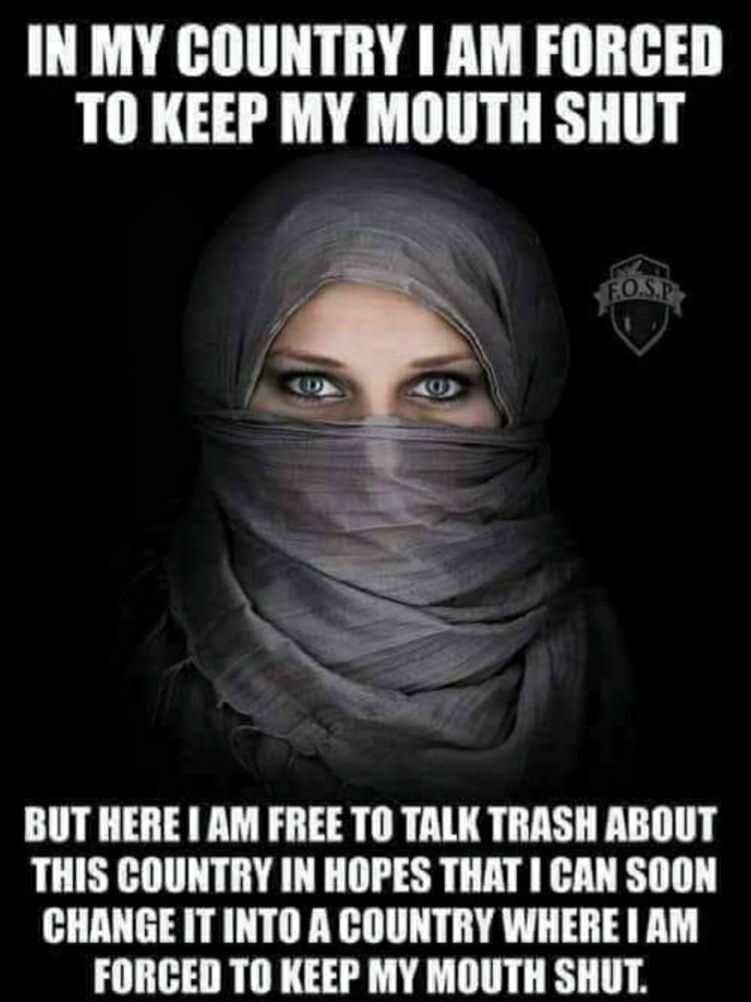 IN MY COUNTRY I AM FORCED
TO KEEP MY MOUTH SHUT
F.O.S.P
BUT HERE I AM FREE TO TALK TRASH ABOUT
THIS COUNTRY IN HOPES THAT I CAN SOON
CHANGE IT INTO A COUNTRY WHERE I AM
FORCED TO KEEP MY MOUTH SHUT.